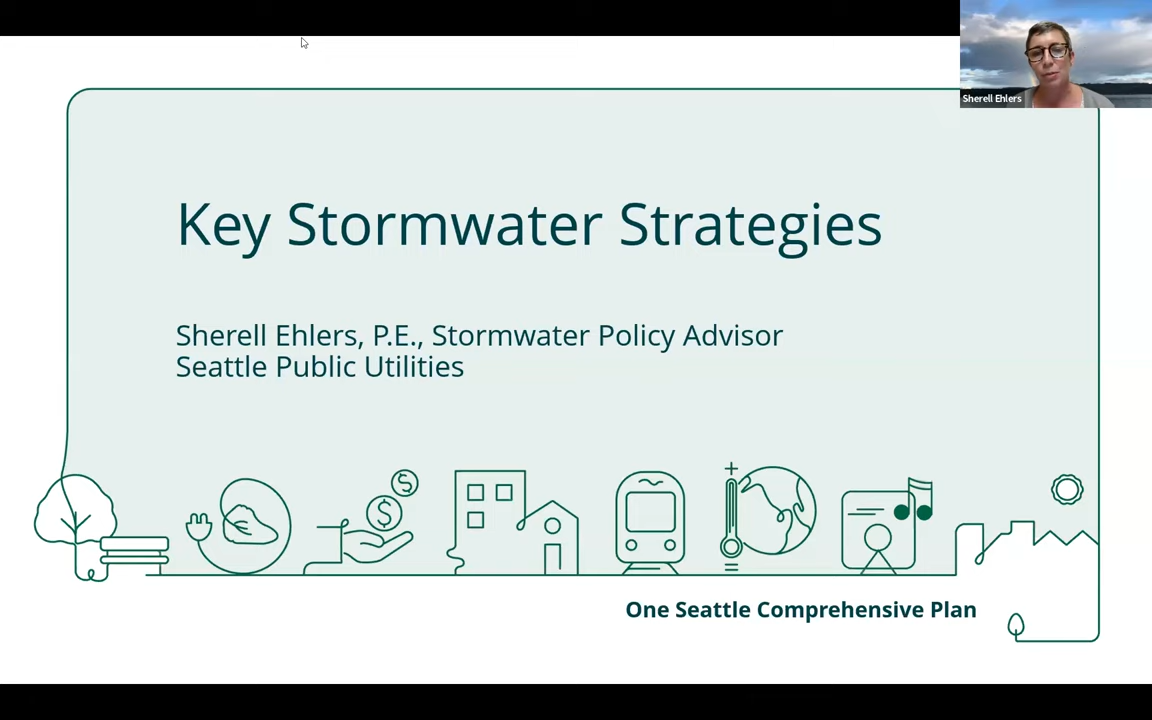 Sherell Ehlers
Key Stormwater Strategies
Sherell Ehlers, P.E., Stormwater Policy Advisor
Seattle Public Utilities
$
$
One Seattle Comprehensive Plan